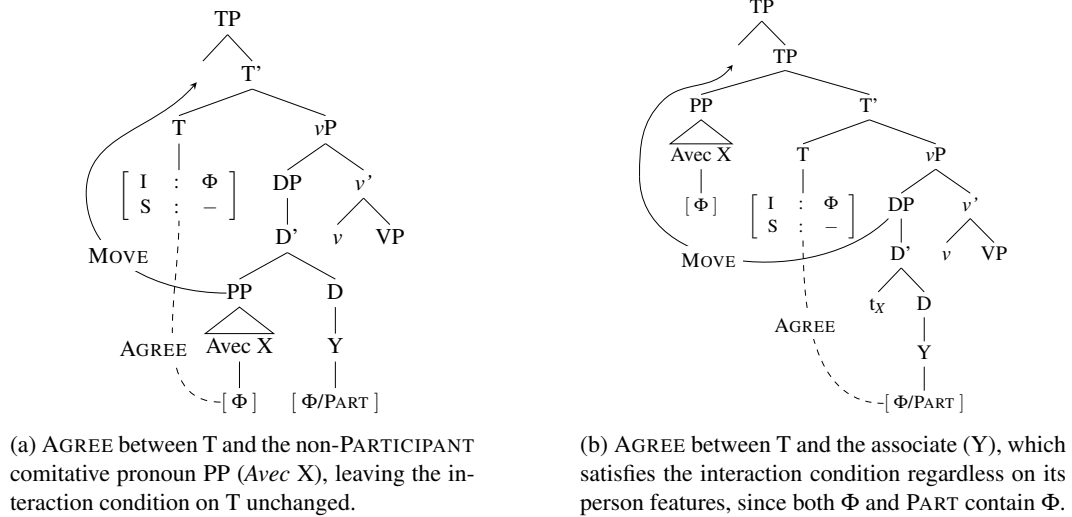 TP
T'
T
vP
[ I : Φ
S : – ]
DP
v'
D'
v
VP
MOVE
PP
D
AGREE
Avec X
Y
[ Φ ]
[ Φ/PART ]
(a) AGREE between T and the non-PARTICIPANT
comitative pronoun PP (Avec X), leaving the in-
teraction condition on T unchanged.
TP
TP
PP
T'
Avec X
T
vP
[ Φ ]
[ I : Φ
S : – ]
DP
v'
MOVE
D'
v
VP
tX
D
AGREE
Y
[ Φ/PART ]
(b) AGREE between T and the associate (Y), which
satisfies the interaction condition regardless on its
person features, since both Φ and PART contain Φ.